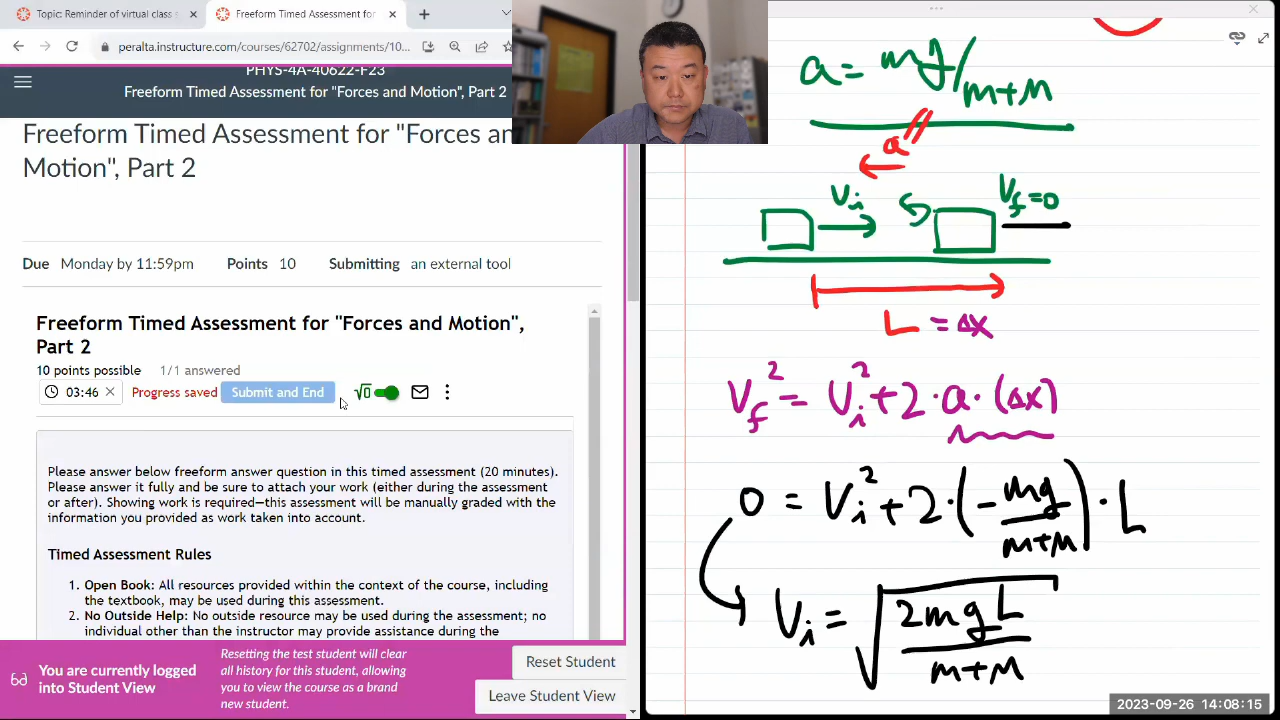 Topic: Reminder of virtual class
Freeform Timed Assessment for
peralta.instructure.com/courses/62702/assignments/10...
PHYS-4A-40622-F23
Freeform Timed Assessment for "Forces and Motion", Part 2
Freeform Timed Assessment for "Forces an
Motion", Part 2
Due Monday by 11:59pm Points 10 Submitting an external tool
Freeform Timed Assessment for "Forces and Motion",
Part 2
10 points possible 1/1 answered
03:46 Progress saved Submit and End √0
Please answer below freeform answer question in this timed assessment (20 minutes).
Please answer it fully and be sure to attach your work (either during the assessment
or after). Showing work is required—this assessment will be manually graded with the
information you provided as work taken into account.
Timed Assessment Rules
1. Open Book: All resources provided within the context of the course, including
the textbook, may be used during this assessment.
2. No Outside Help: No outside resource may be used during the assessment; no
individual other than the instructor may provide assistance during the
You are currently logged
into Student View
Resetting the test student will clear
all history for this student, allowing
you to view the course as a brand
new student.
Reset Student
Leave Student View
a = mg/m+M
a
Vi
Vf=0
L = Δx
Vf² = Vi² + 2·a·(Δx)
0 = Vi² + 2·(-mg/m+M)·L
Vi = √2mgL/m+M
2023-09-26 14:08:15